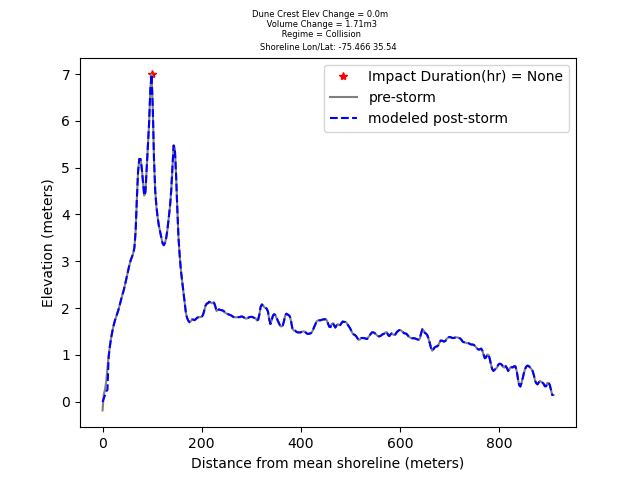 Dune Crest Elev Change = 0.0m
Volume Change = 1.71m3
Regime = Collision
Shoreline Lon/Lat: -75.466 35.54
Impact Duration(hr) = None
pre-storm
modeled post-storm
7
6
5
4
3
2
1
0
Elevation (meters)
0 200 400 600 800
Distance from mean shoreline (meters)